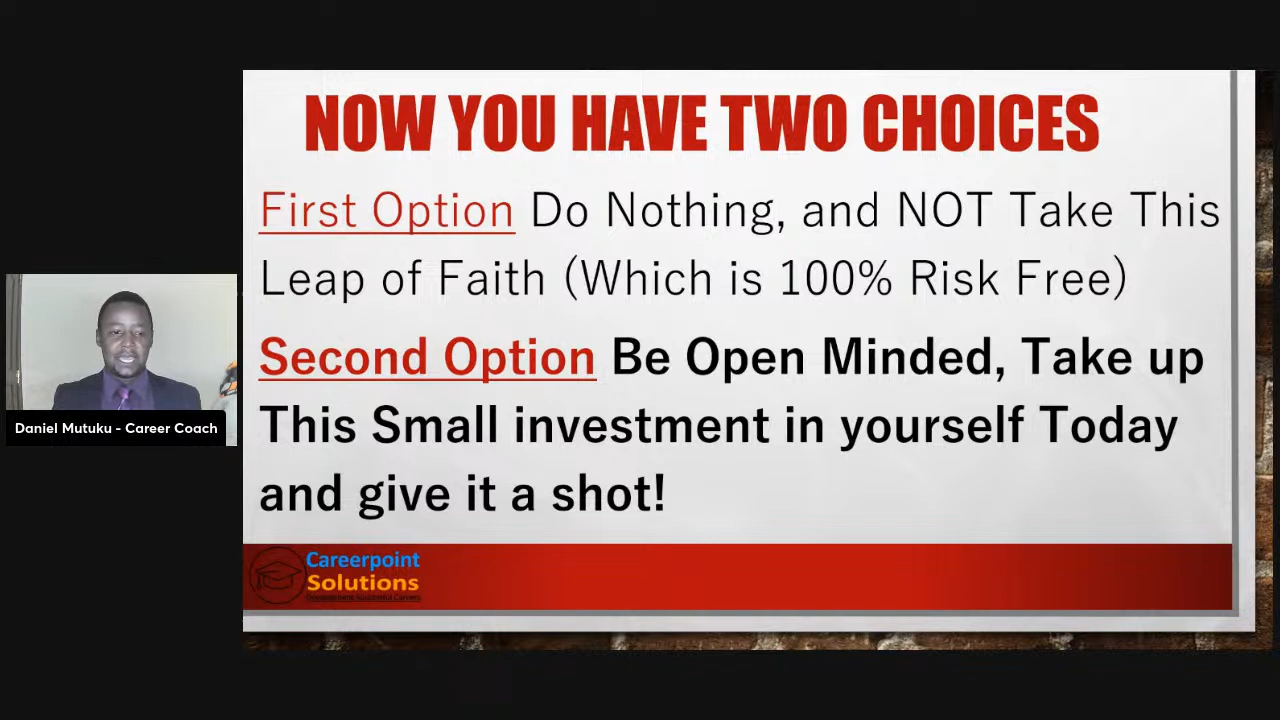 NOW YOU HAVE TWO CHOICES
First Option Do Nothing, and NOT Take This
Leap of Faith (Which is 100% Risk Free)
Second Option Be Open Minded, Take up
This Small investment in yourself Today
and give it a shot!
Daniel Mutuku - Career Coach
Careerpoint
Solutions